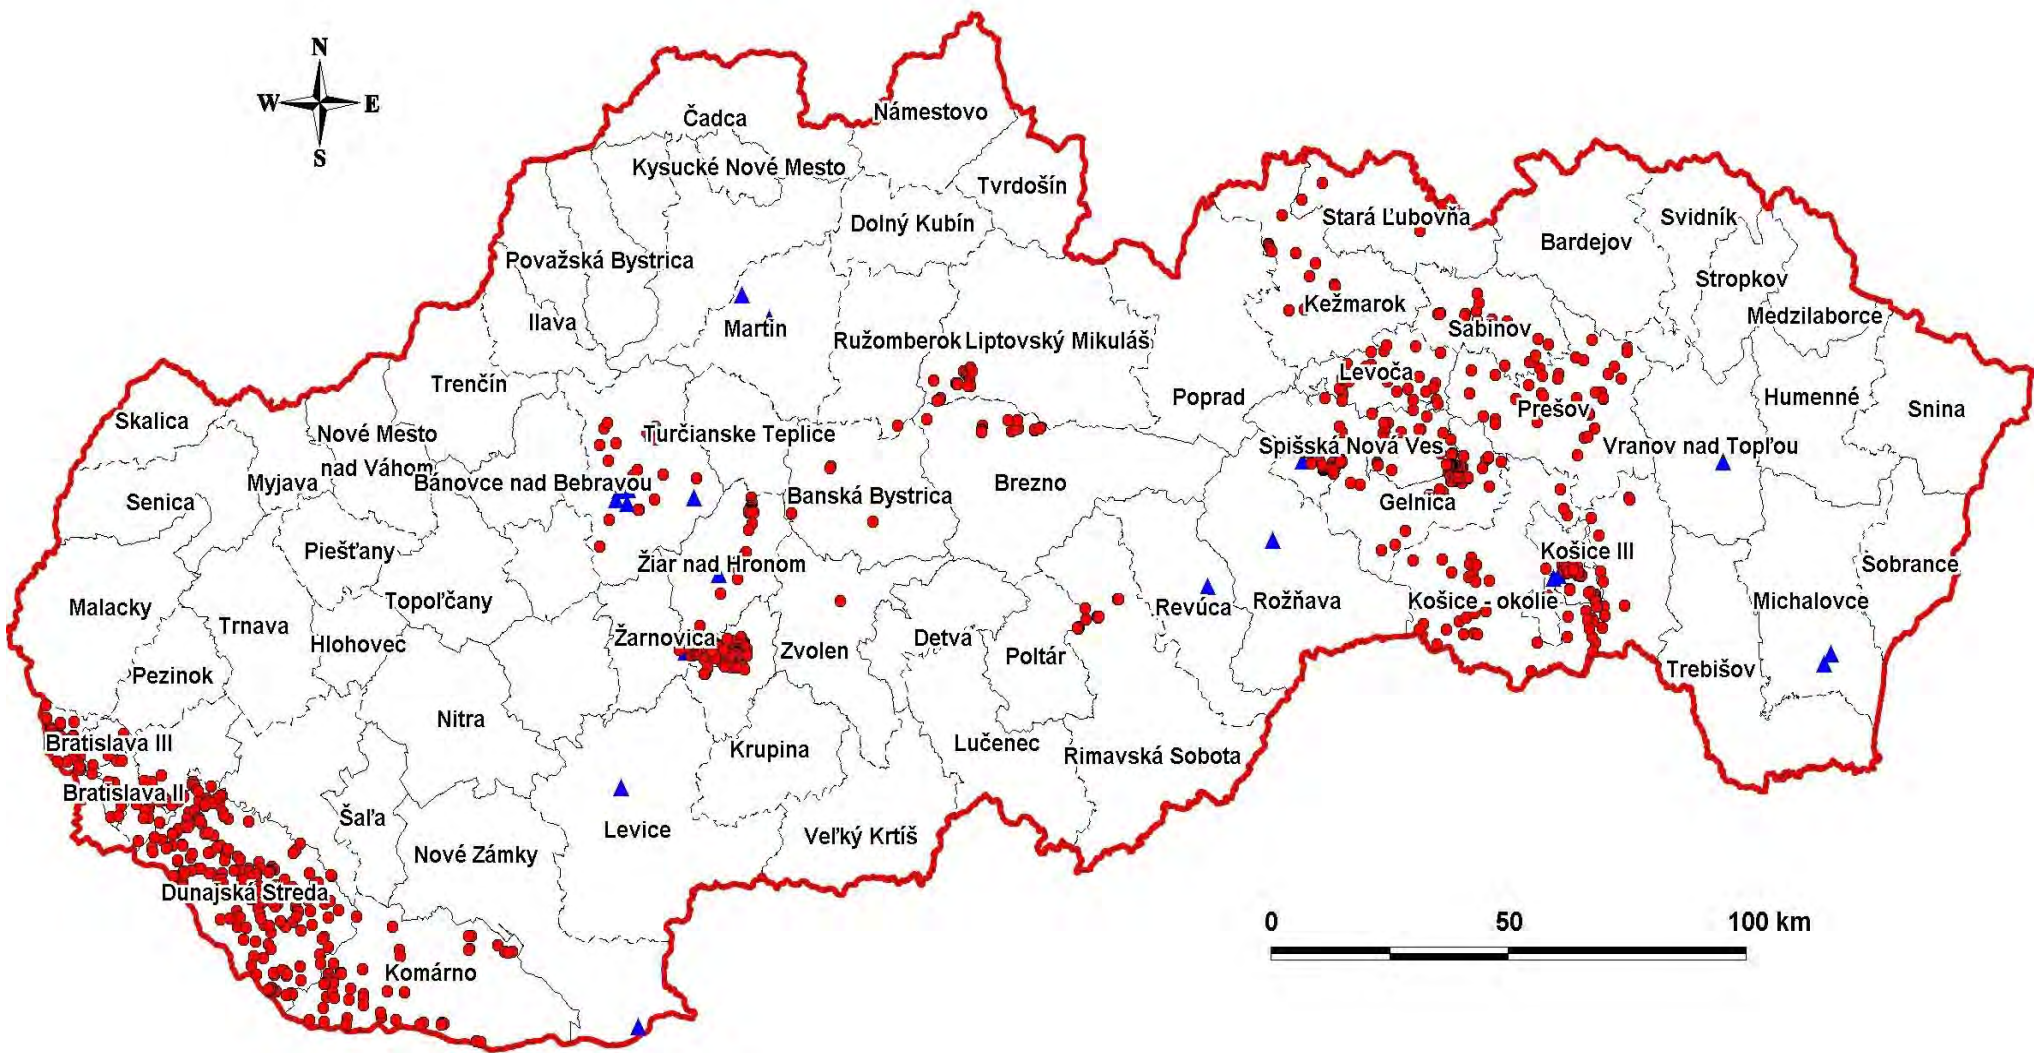 N
W E
S
Čadca
Námestovo
Kysucké Nové Mesto
Tvrdošín
Dolný Kubín
Stará Ľubovňa
Svidník
Bardejov
Považská Bystrica
Stropkov
Kežmarok
Ilava
Martin
Medzilaborce
Sabinov
Ružomberok
Liptovský Mikuláš
Levoča
Trenčín
Poprad
Humenné
Snina
Prešov
Skalica
Nové Mesto
nad Váhom
Turčianske Teplice
Spišská Nová Ves
Vranov nad Topľou
Myjava
Bánovce nad Bebravou
Banská Bystrica
Brezno
Senica
Gelnica
Piešťany
Košice III
Žiar nad Hronom
Sobrance
Malacky
Topoľčany
Revúca
Rožňava
Košice - okolie
Michalovce
Trnava
Hlohovec
Žarnovica
Zvolen
Detva
Poltár
Pezinok
Trebišov
Nitra
Bratislava III
Krupina
Lučenec
Rimavská Sobota
Bratislava II
Šaľa
Levice
Veľký Krtíš
Nové Zámky
Dunajská Streda
Komárno
0 50 100 km